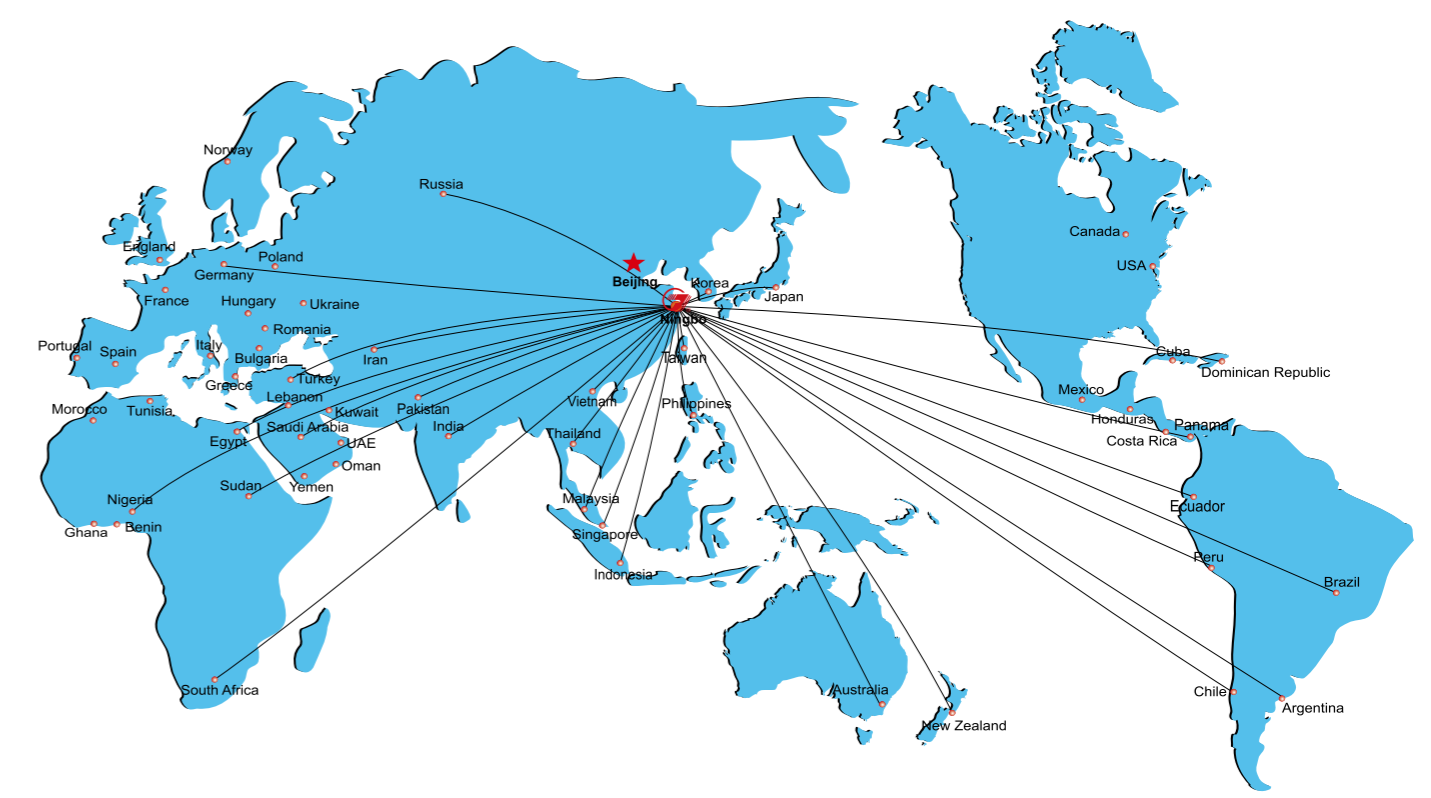 Norway
Russia
England
Canada
Poland
USA
Germany
Beijing
Korea
France
Hungary
Ukraine
Japan
Ningbo
Romania
Portugal
Spain
Italy
Bulgaria
Iran
Taiwan
Cuba
Dominican Republic
Greece
Turkey
Lebanon
Mexico
Morocco
Tunisia
Kuwait
Pakistan
Vietnam
Philippines
Honduras
Panama
Egypt
Saudi Arabia
India
Thailand
Costa Rica
UAE
Oman
Sudan
Yemen
Nigeria
Malaysia
Ecuador
Ghana
Benin
Singapore
Peru
Indonesia
Brazil
South Africa
Australia
Chile
Argentina
New Zealand